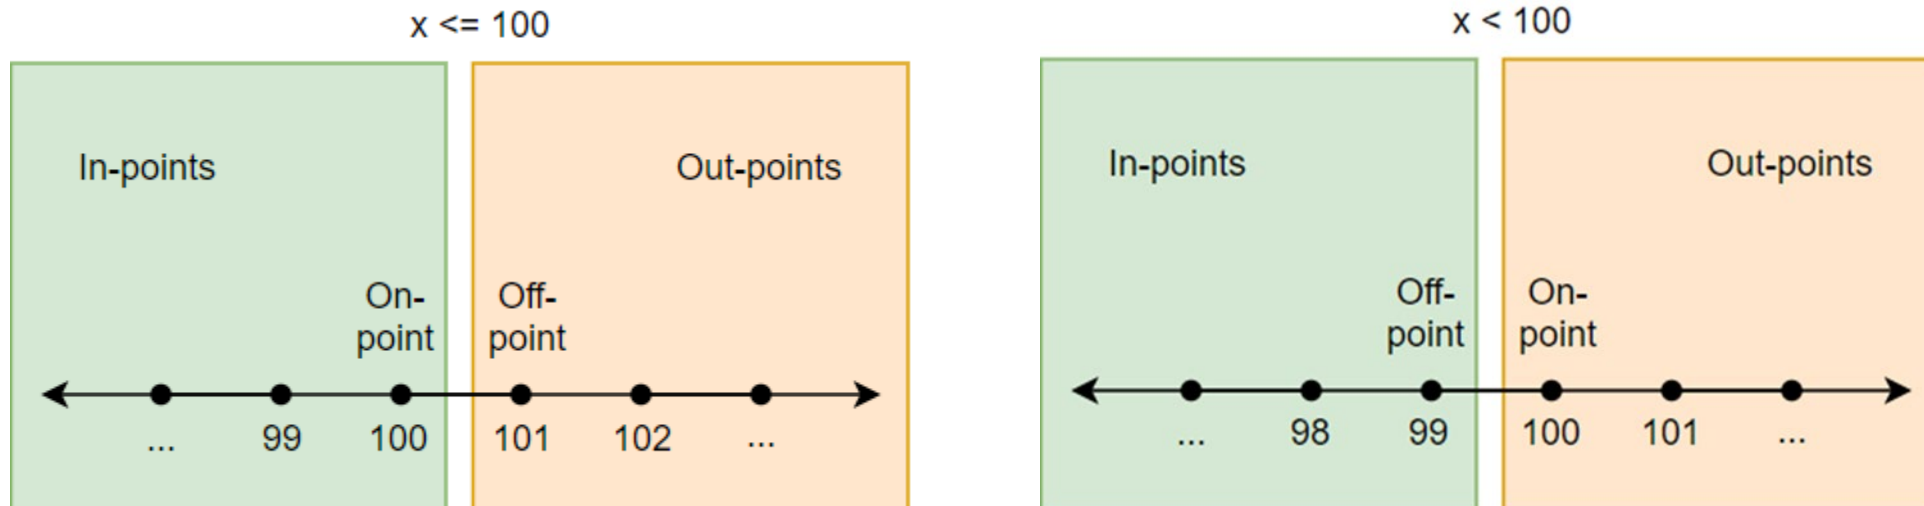 x <= 100
In-points
Out-points
On-
point
Off-
point
...
99
100
101
102
...
x < 100
In-points
Out-points
Off-
point
On-
point
...
98
99
100
101
...